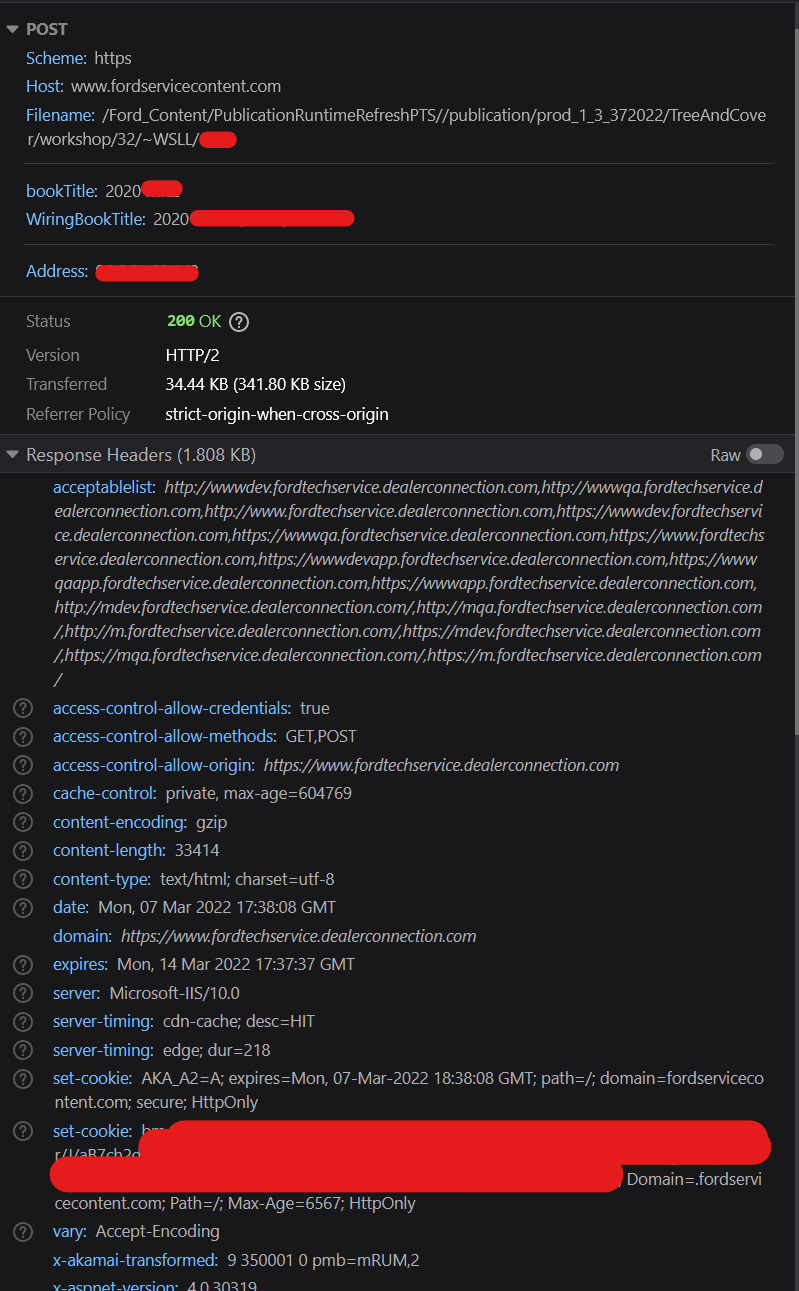 POST
Scheme: https
Host: www.fordservicecontent.com
Filename: /Ford_Content/PublicationRuntimeRefreshPTS//publication/prod_1_3_372022/TreeAndCove
r/workshop/32/~WSLL/
bookTitle: 2020
WiringBookTitle: 2020
Address:
Status 200 OK ?
Version HTTP/2
Transferred 34.44 KB (341.80 KB size)
Referrer Policy strict-origin-when-cross-origin
Response Headers (1.808 KB) Raw
acceptablelist: http://wwwdev.fordtechservice.dealerconnection.com,http://wwwqa.fordtechservice.d
ealerconnection.com,http://www.fordtechservice.dealerconnection.com,https://wwwdev.fordtechservi
ce.dealerconnection.com,https://wwwqa.fordtechservice.dealerconnection.com,https://www.fordtechs
ervice.dealerconnection.com,https://wwwdevapp.fordtechservice.dealerconnection.com,https://www
qaapp.fordtechservice.dealerconnection.com,https://wwwapp.fordtechservice.dealerconnection.com,
http://mdev.fordtechservice.dealerconnection.com/,http://mqa.fordtechservice.dealerconnection.com
/,http://m.fordtechservice.dealerconnection.com/,https://mdev.fordtechservice.dealerconnection.com
/,https://mqa.fordtechservice.dealerconnection.com/,https://m.fordtechservice.dealerconnection.com
/
? access-control-allow-credentials: true
? access-control-allow-methods: GET,POST
? access-control-allow-origin: https://www.fordtechservice.dealerconnection.com
? cache-control: private, max-age=604769
? content-encoding: gzip
? content-length: 33414
? content-type: text/html; charset=utf-8
? date: Mon, 07 Mar 2022 17:38:08 GMT
domain: https://www.fordtechservice.dealerconnection.com
? expires: Mon, 14 Mar 2022 17:37:37 GMT
? server: Microsoft-IIS/10.0
? server-timing: cdn-cache; desc=HIT
? server-timing: edge; dur=218
? set-cookie: AKA_A2=A; expires=Mon, 07-Mar-2022 18:38:08 GMT; path=/; domain=fordserviceco
ntent.com; secure; HttpOnly
? set-cookie:
; Domain=.fordservi
cecontent.com; Path=/; Max-Age=6567; HttpOnly
? vary: Accept-Encoding
x-akamai-transformed: 9 350001 0 pmb=mRUM,2
x-aspnet-version: 4.0.30319